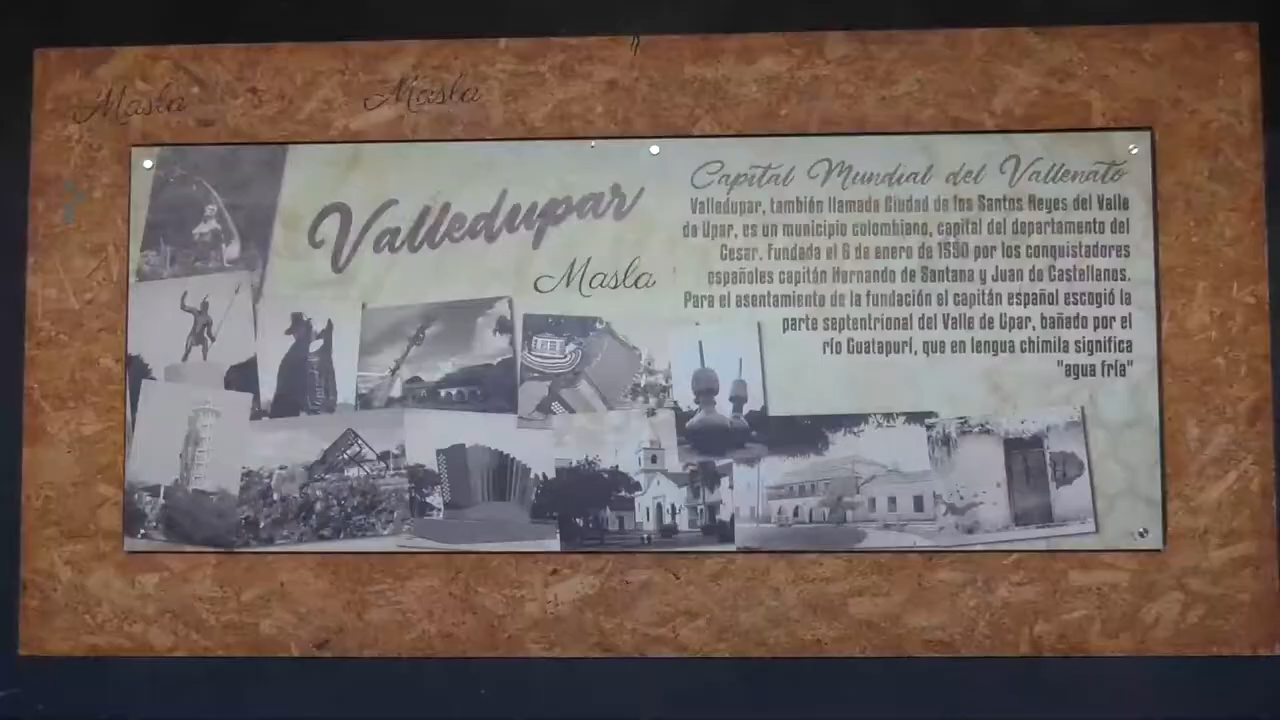 Masla
Masla
Valledupar
Masla
Capital Mundial del Vallenato
Valledupar, también llamada Ciudad de los Santos Reyes del Valle
de Upar, es un municipio colombiano, capital del departamento del
Cesar. Fundada el 6 de enero de 1550 por los conquistadores
españoles capitán Hernando de Santana y Juan de Castellanos.
Para el asentamiento de la fundación el capitán español escogió la
parte septentrional del Valle de Upar, bañado por el
río Guatapurí, que en lengua chimila significa
"agua fría"